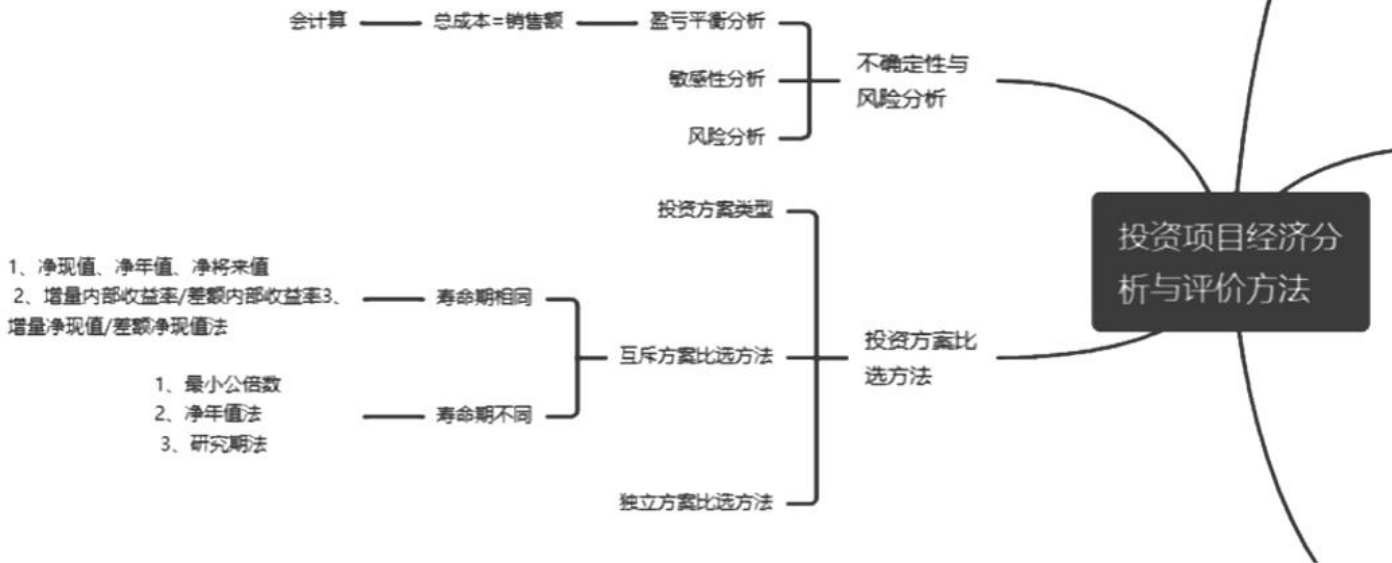 会计算
总成本=销售额
盈亏平衡分析
敏感性分析
风险分析
不确定性与
风险分析
投资方案类型
1、净现值、净年值、净将来值
2、增量内部收益率/差额内部收益率3、
增量净现值/差额净现值法
寿命期相同
互斥方案比选方法
1、最小公倍数
2、净年值法
3、研究期法
寿命期不同
独立方案比选方法
投资方案比
选方法
投资项目经济分
析与评价方法